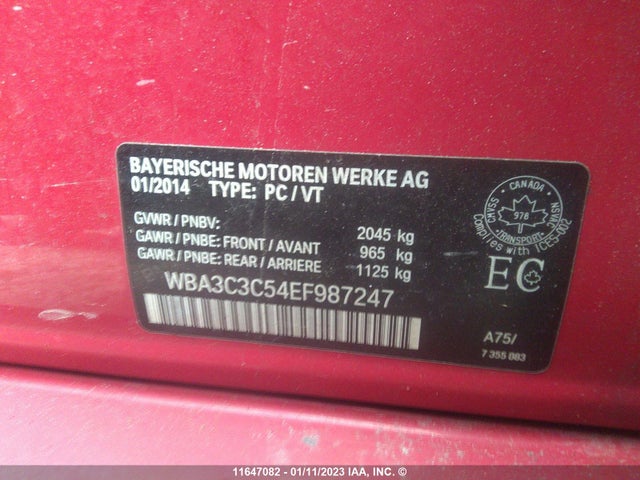 BAYERISCHE MOTOREN WERKE AG
01/2014 TYPE: PC / VT
GVWR / PNBV: 2045 kg
GAWR / PNBE: FRONT / AVANT 965 kg
GAWR / PNBE: REAR / ARRIERE 1125 kg
WBA3C3C54EF987247
CANADA
CMVSS
NSVAC
978
TRANSPORT
Complies with ICES-002
EC
A75/
7 355 083
11647082 - 01/11/2023 IAA, INC. ©